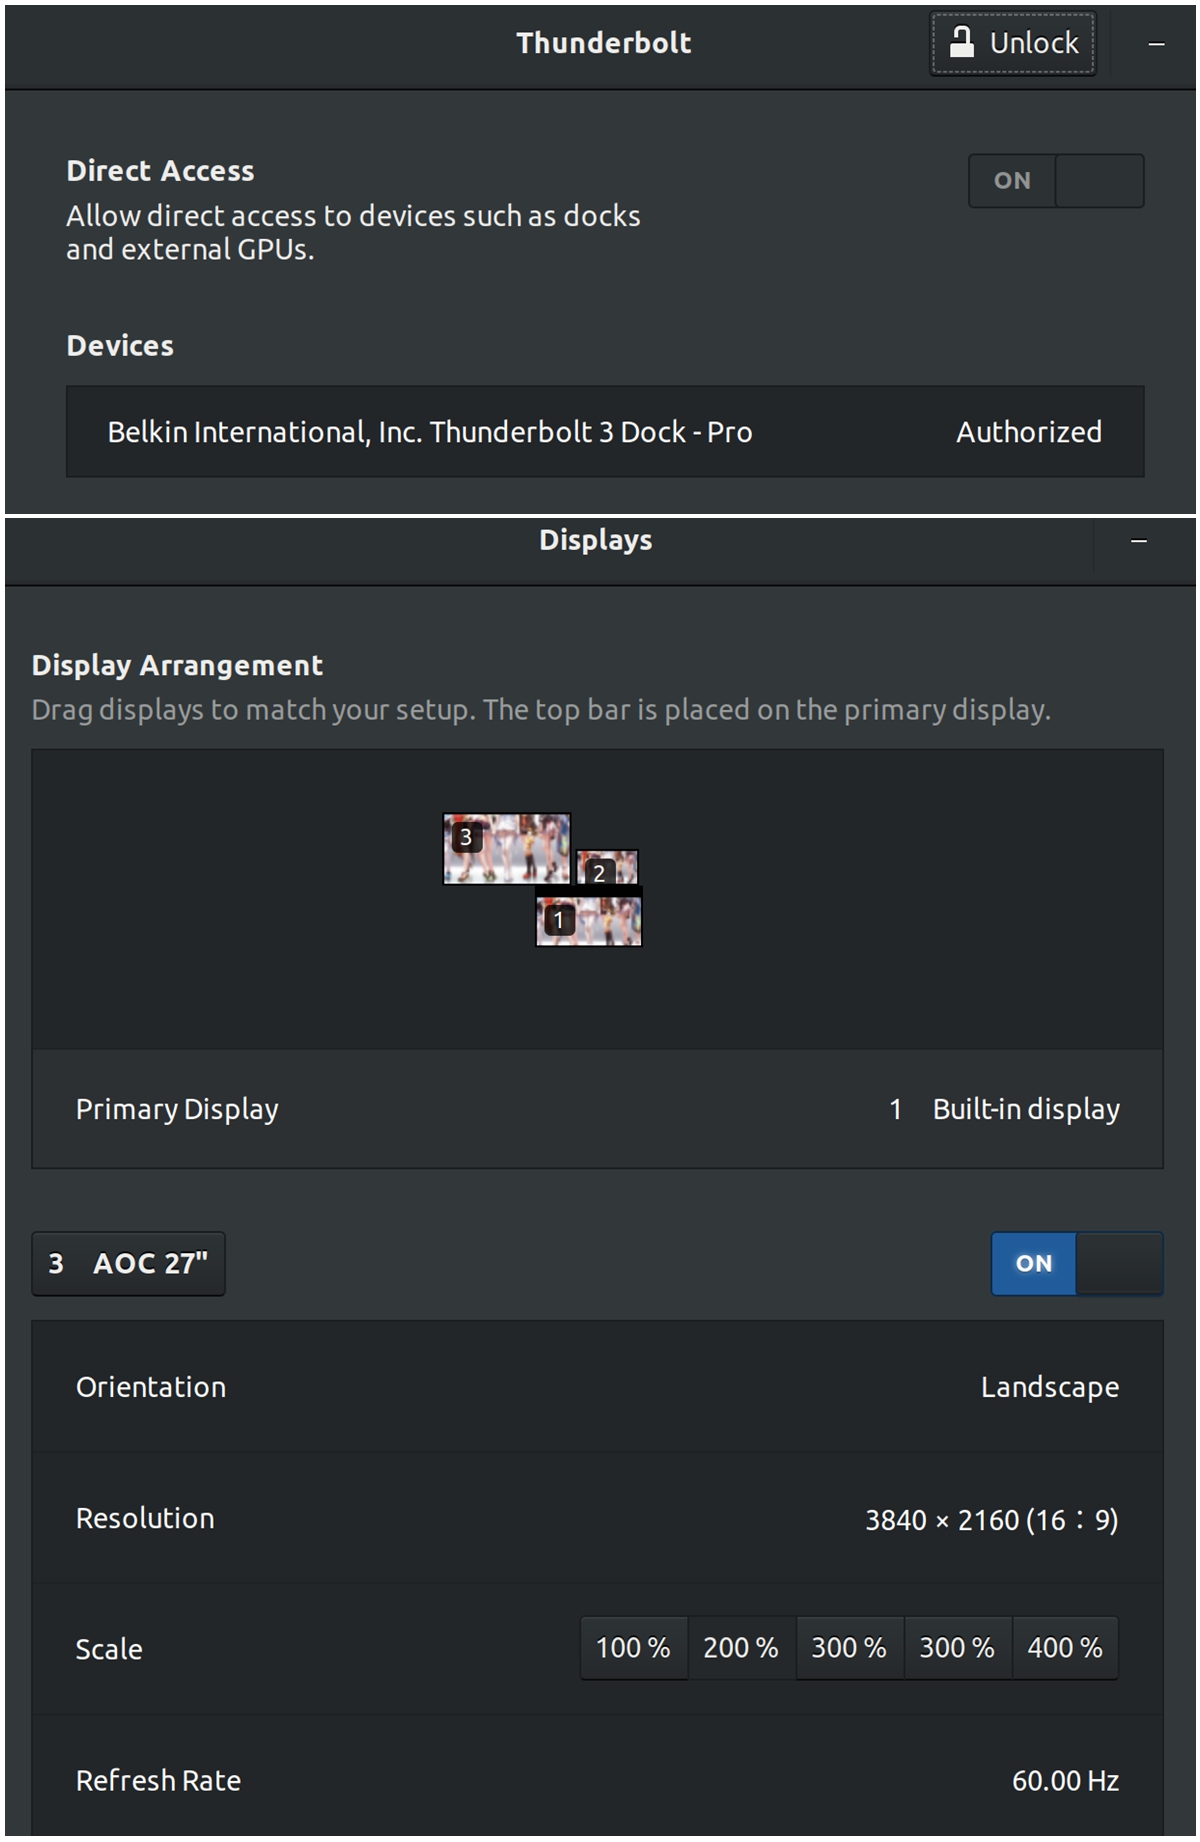 Thunderbolt
Unlock
Direct Access
ON
Allow direct access to devices such as docks
and external GPUs.
Devices
Belkin International, Inc. Thunderbolt 3 Dock - Pro
Authorized
Displays
Display Arrangement
Drag displays to match your setup. The top bar is placed on the primary display.
3
2
1
Primary Display
1 Built-in display
3 AOC 27"
ON
Orientation
Landscape
Resolution
3840 × 2160 (16 : 9)
Scale
100 % 200 % 300 % 300 % 400 %
Refresh Rate
60.00 Hz